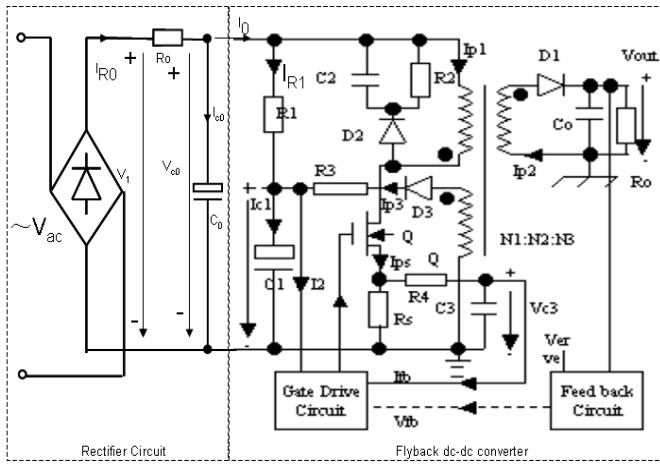 I0
Ip1
D1
Vout
IR0
Ro
IR1
C2
R2
R1
D2
Co
Ic0
Ip2
Ro
V1
Vc0
R3
Ip3
D3
~Vac
Ic1
N1:N2:N3
C0
Q
Ips
Q
C1
I2
R4
C3
Vc3
Rs
Ver
ve
Ifb
Gate Drive
Circuit
Vfb
Feed back
Circuit
Rectifier Circuit
Flyback dc-dc converter